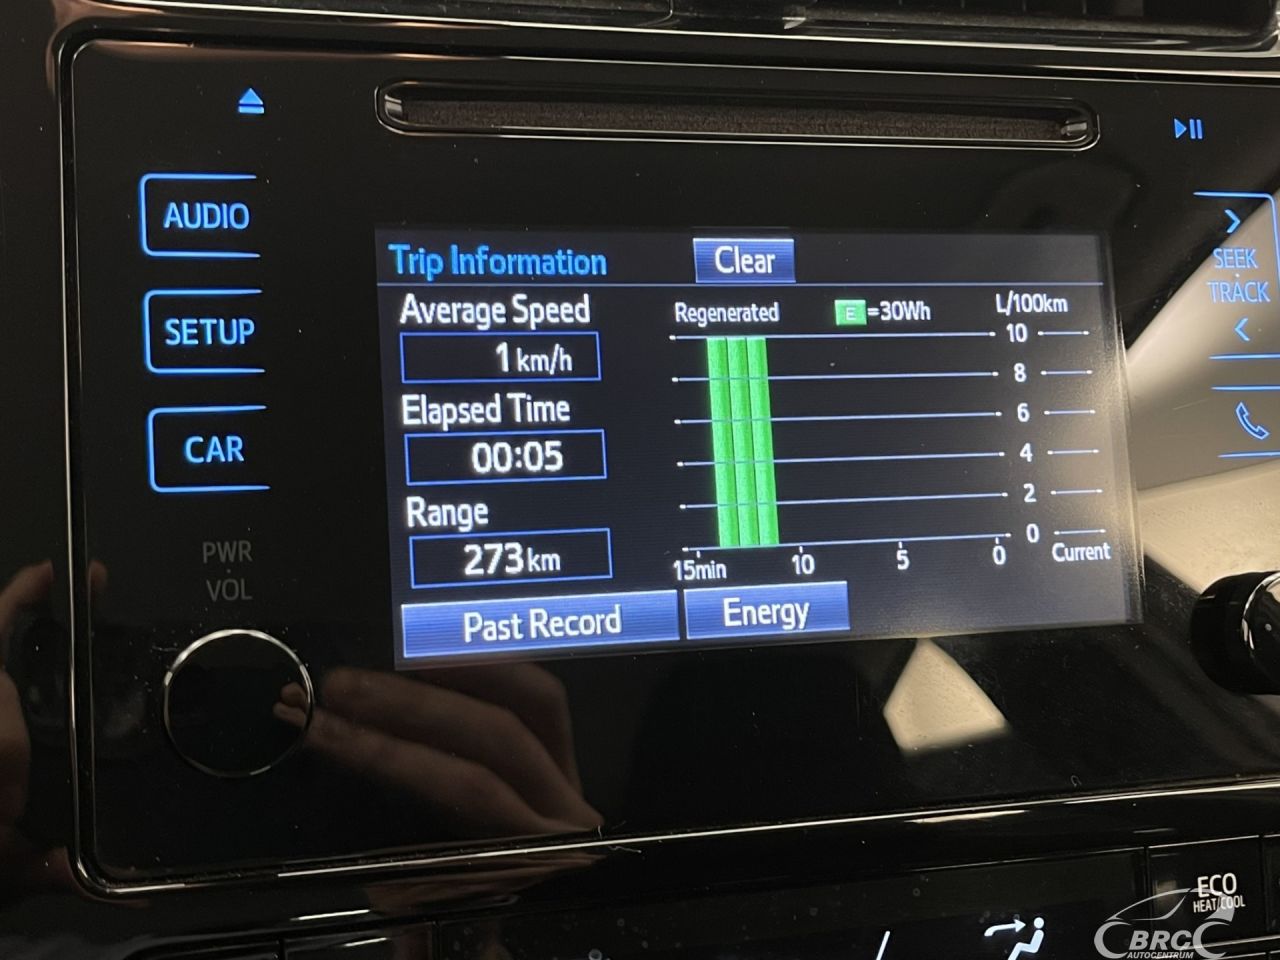 AUDIO
SETUP
CAR
PWR
VOL
Trip Information
Clear
Average Speed
1 km/h
Elapsed Time
00:05
Range
273 km
Past Record
Energy
Regenerated
E =30Wh
L/100km
10
8
6
4
2
0
15min 10 5 0 Current
SEEK
TRACK
ECO
HEAT/COOL
BRC
AUTOCENTRUM